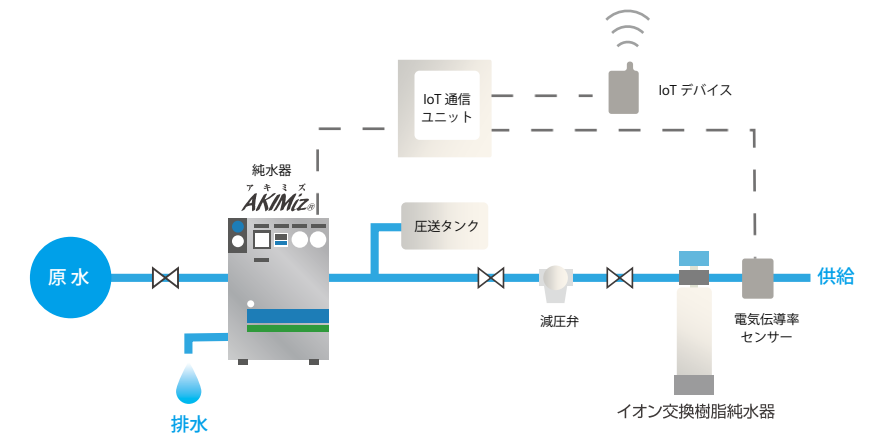 IoT 通信
ユニット
IoT デバイス
純水器
アキミズ
AKIMiz®
圧送タンク
原水
供給
減圧弁
電気伝導率
センサー
イオン交換樹脂純水器
排水